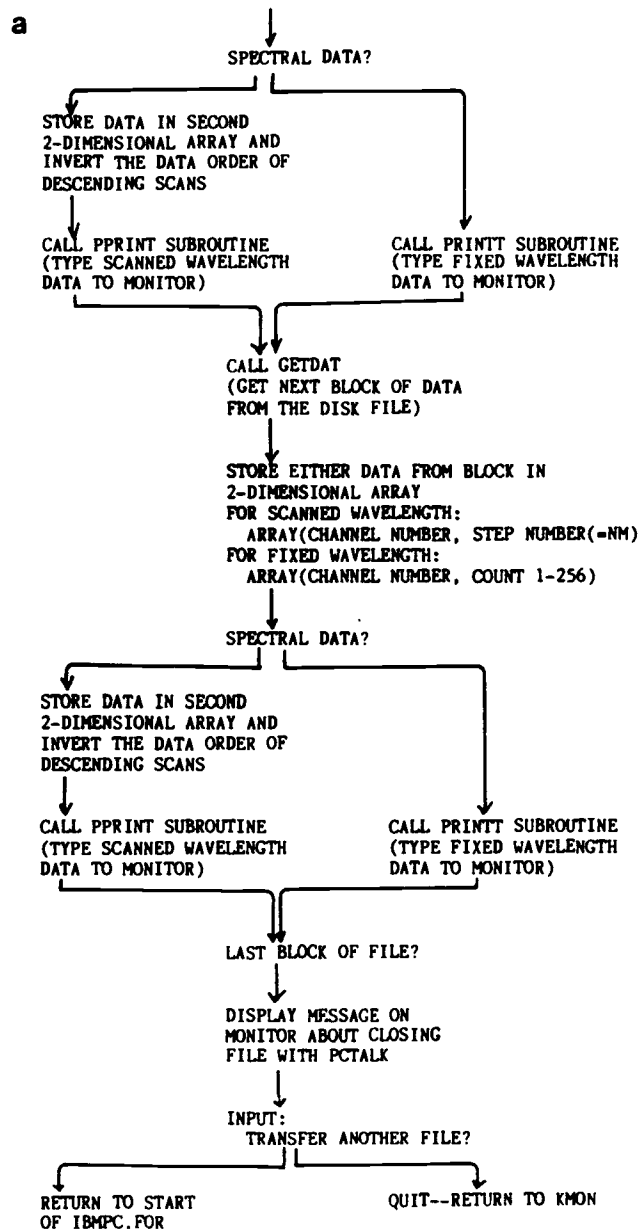 a
SPECTRAL DATA?
STORE DATA IN SECOND
2-DIMENSIONAL ARRAY AND
INVERT THE DATA ORDER OF
DESCENDING SCANS
CALL PPRINT SUBROUTINE
(TYPE SCANNED WAVELENGTH
DATA TO MONITOR)
CALL PRINTT SUBROUTINE
(TYPE FIXED WAVELENGTH
DATA TO MONITOR)
CALL GETDAT
(GET NEXT BLOCK OF DATA
FROM THE DISK FILE)
STORE EITHER DATA FROM BLOCK IN
2-DIMENSIONAL ARRAY
FOR SCANNED WAVELENGTH:
ARRAY(CHANNEL NUMBER, STEP NUMBER(=NM)
FOR FIXED WAVELENGTH:
ARRAY(CHANNEL NUMBER, COUNT 1-256)
SPECTRAL DATA?
STORE DATA IN SECOND
2-DIMENSIONAL ARRAY AND
INVERT THE DATA ORDER OF
DESCENDING SCANS
CALL PPRINT SUBROUTINE
(TYPE SCANNED WAVELENGTH
DATA TO MONITOR)
CALL PRINTT SUBROUTINE
(TYPE FIXED WAVELENGTH
DATA TO MONITOR)
LAST BLOCK OF FILE?
DISPLAY MESSAGE ON
MONITOR ABOUT CLOSING
FILE WITH PCTALK
INPUT:
TRANSFER ANOTHER FILE?
RETURN TO START
OF IBMPC.FOR
QUIT--RETURN TO KMON